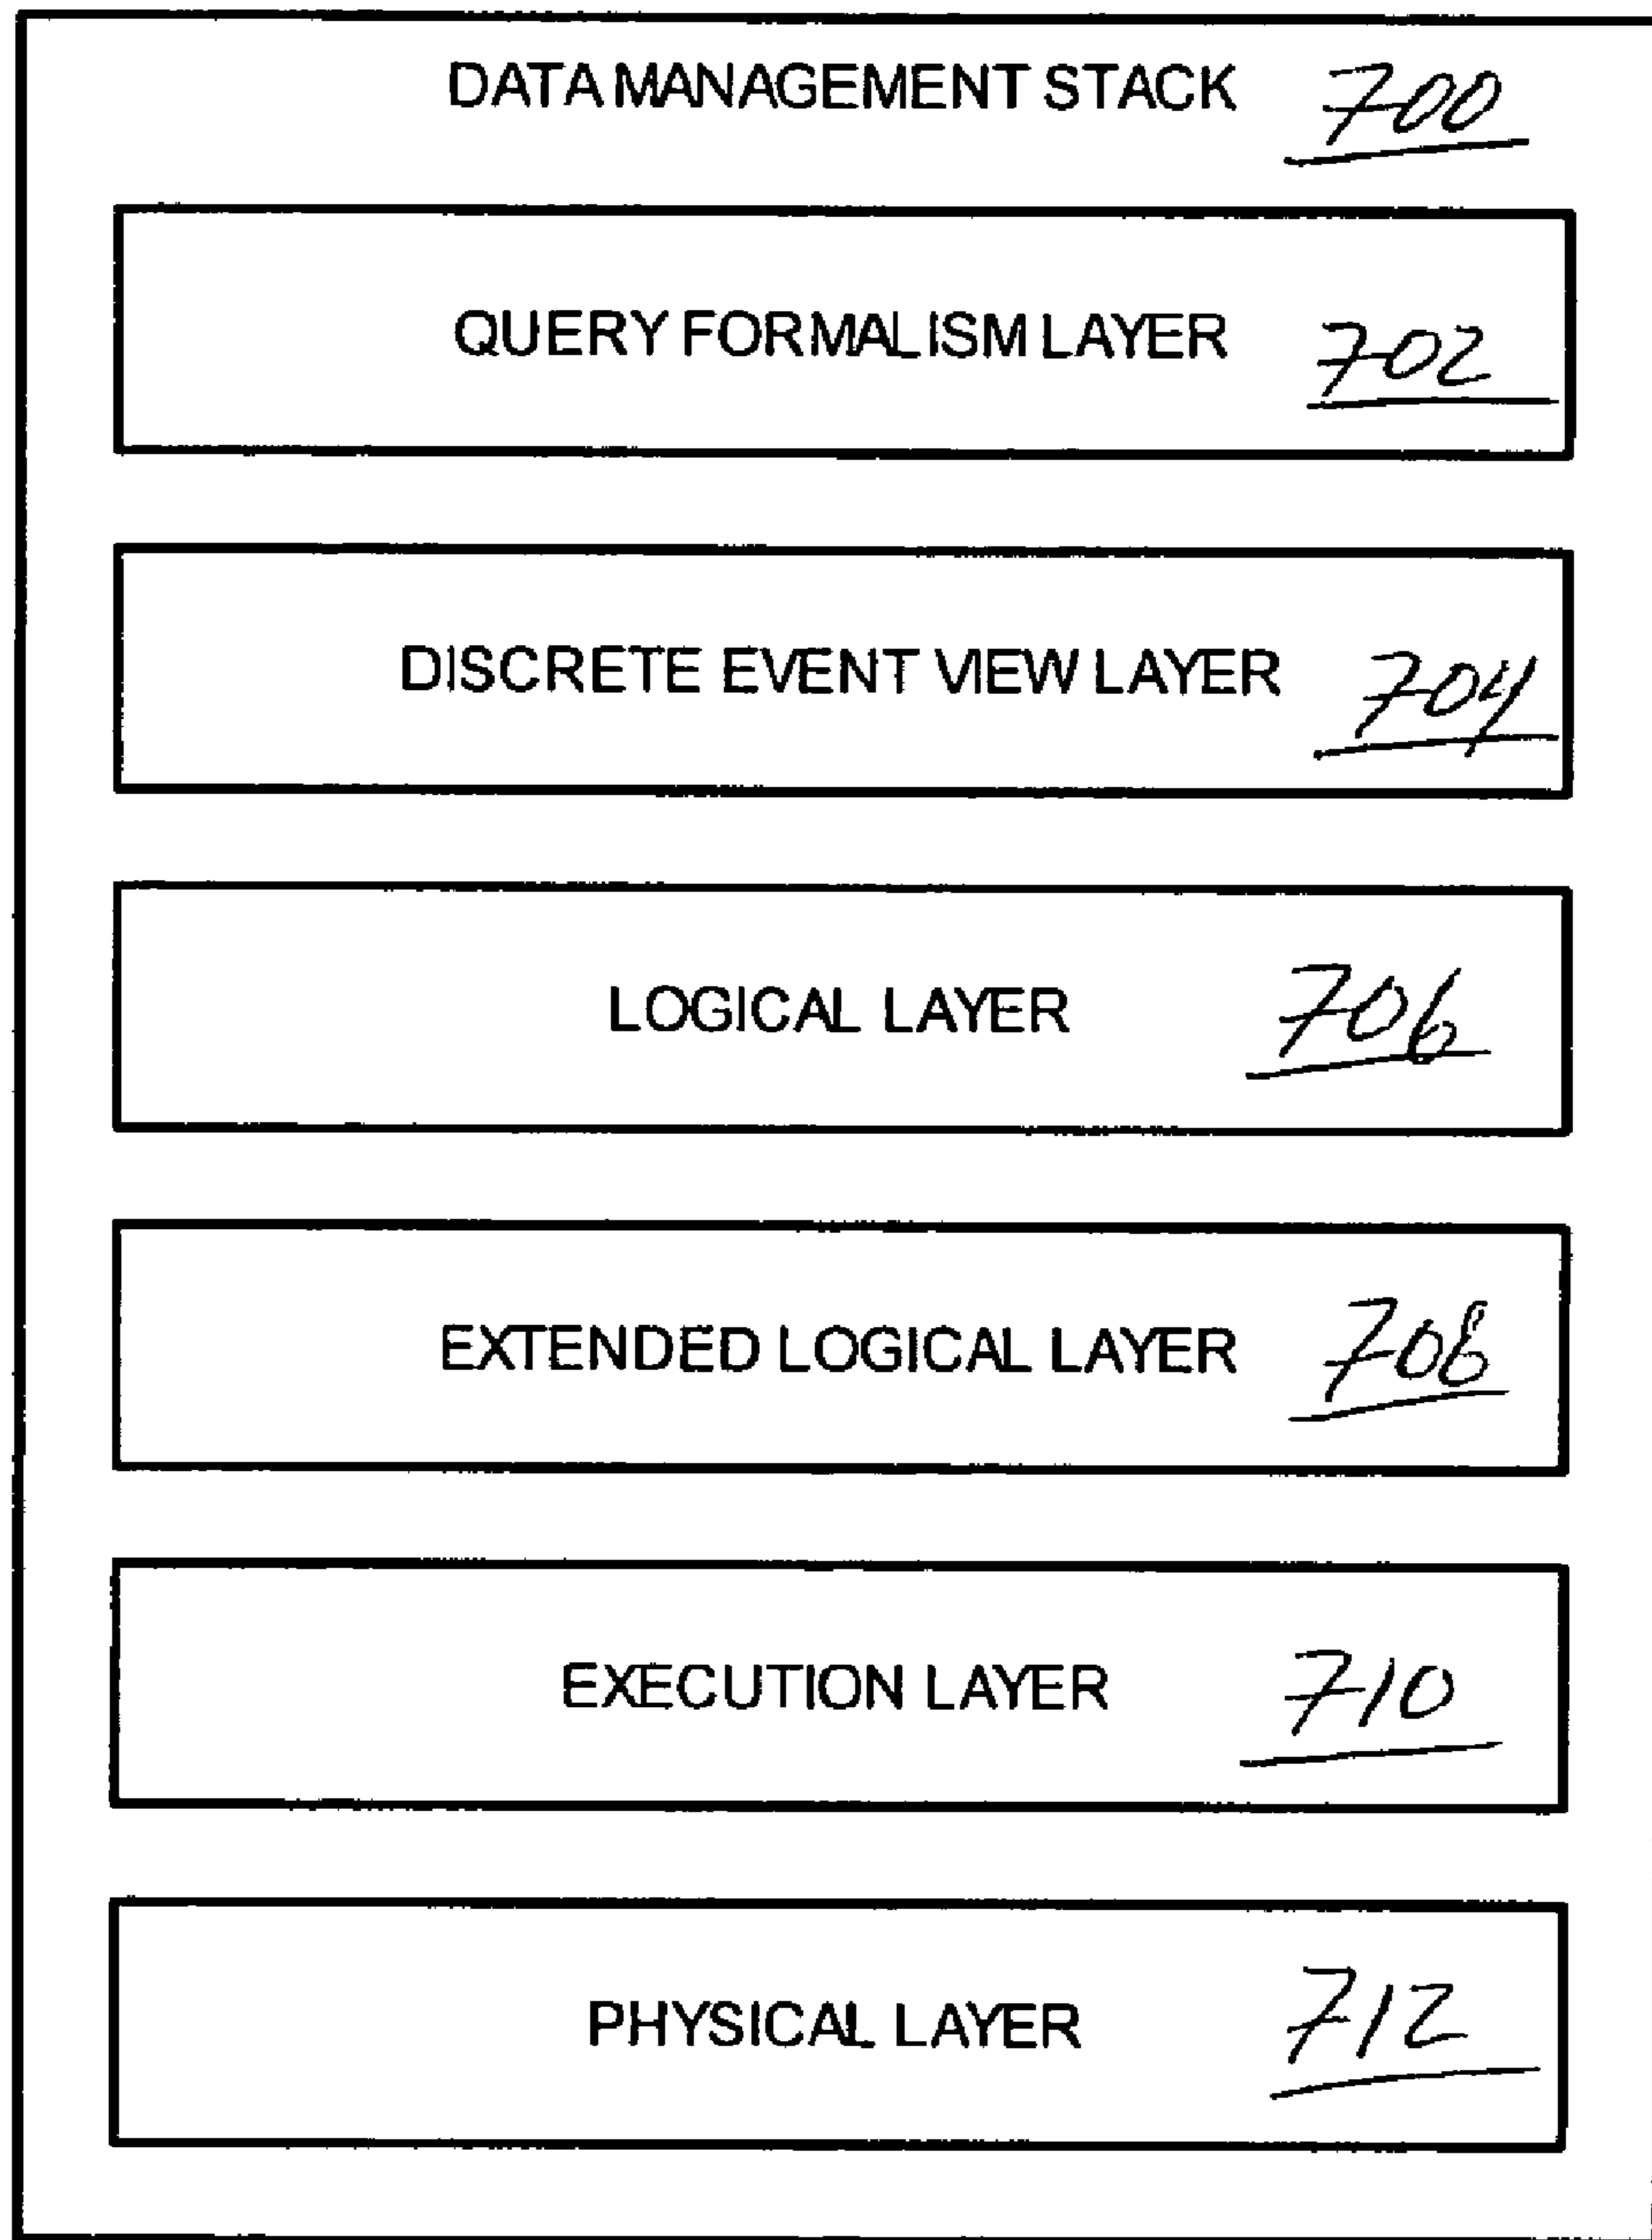 DATA MANAGEMENT STACK 700
QUERY FORMALISM LAYER 702
DISCRETE EVENT VIEW LAYER 704
LOGICAL LAYER 706
EXTENDED LOGICAL LAYER 708
EXECUTION LAYER 710
PHYSICAL LAYER 712